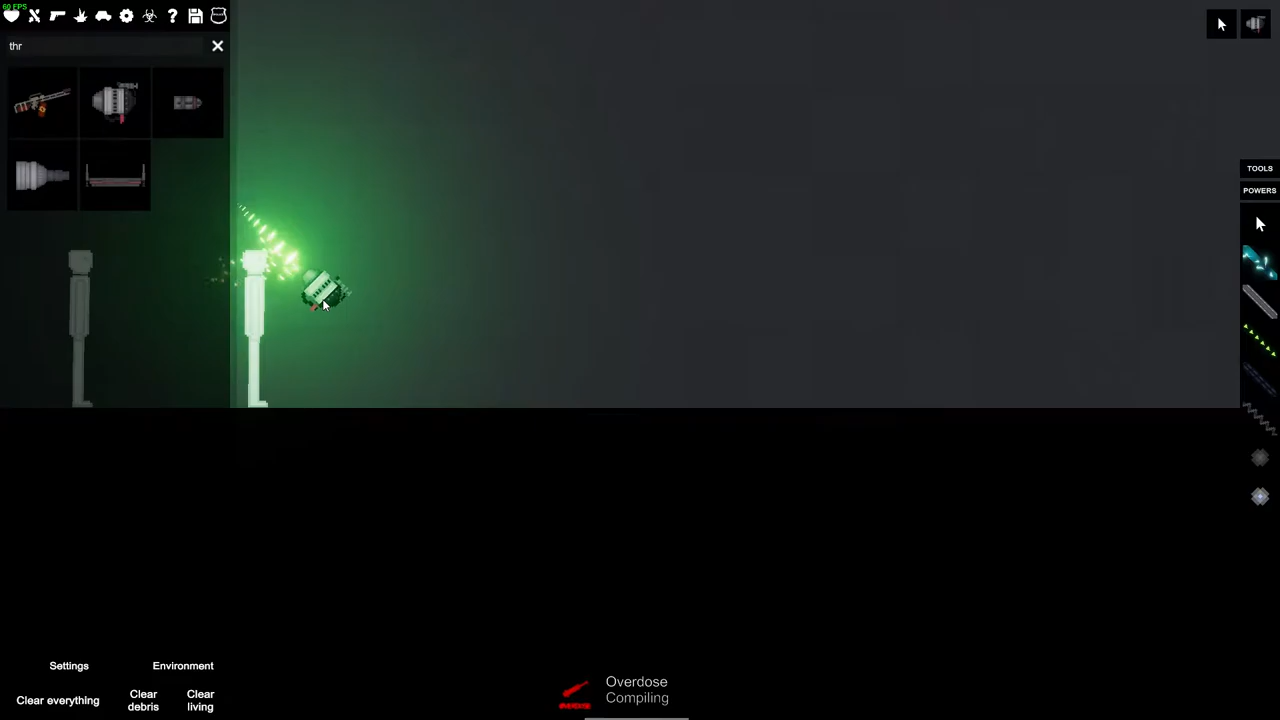 60 FPS
thr
TOOLS
POWERS
Settings
Environment
Clear everything
Clear
debris
Clear
living
Overdose
Compiling